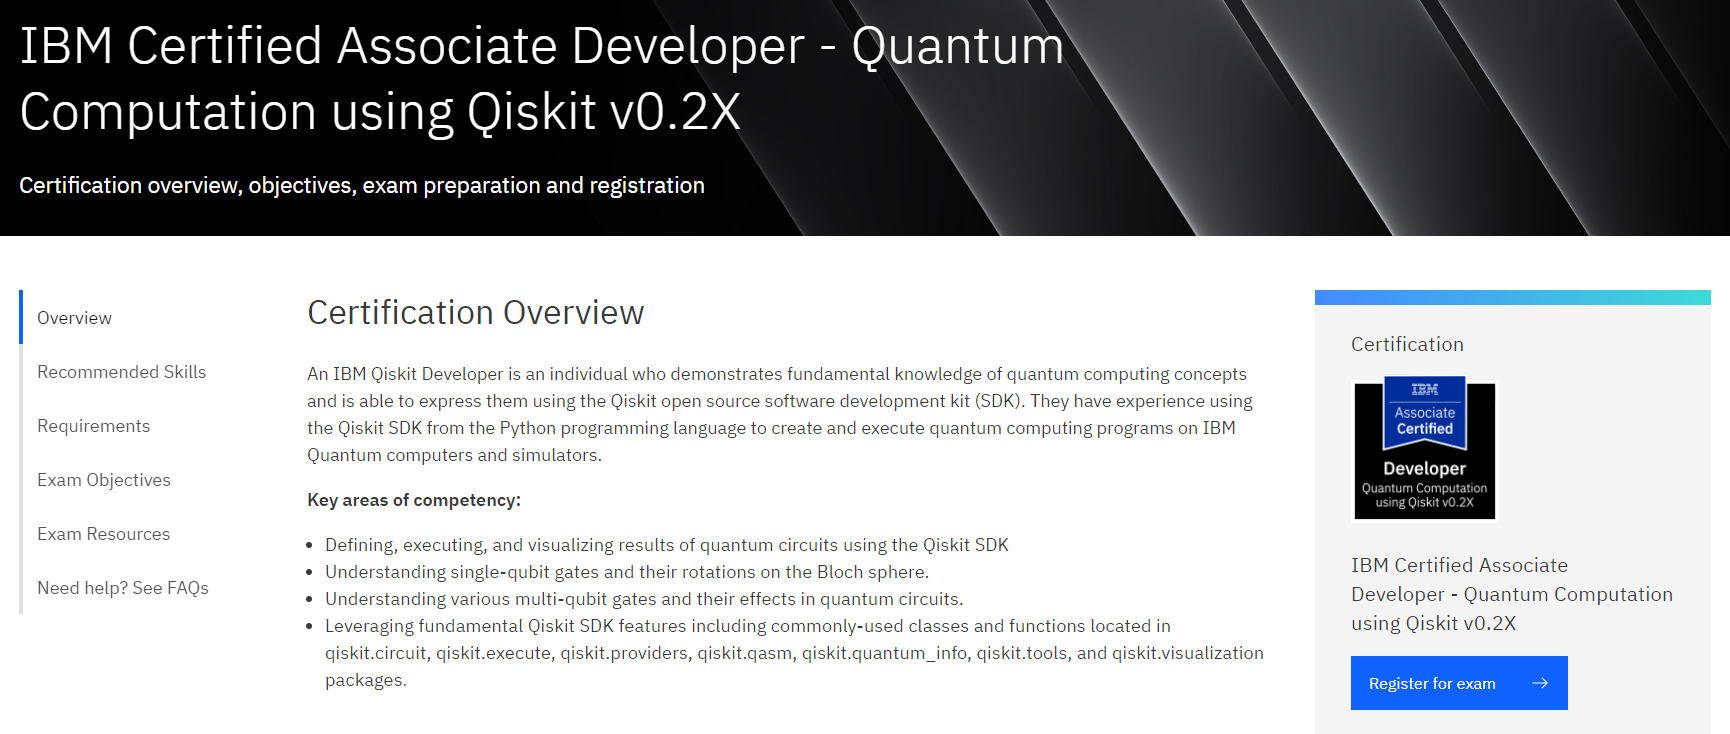 IBM Certified Associate Developer - Quantum
Computation using Qiskit v0.2X
Certification overview, objectives, exam preparation and registration
Overview
Recommended Skills
Requirements
Exam Objectives
Exam Resources
Need help? See FAQs
Certification Overview
An IBM Qiskit Developer is an individual who demonstrates fundamental knowledge of quantum computing concepts
and is able to express them using the Qiskit open source software development kit (SDK). They have experience using
the Qiskit SDK from the Python programming language to create and execute quantum computing programs on IBM
Quantum computers and simulators.
Key areas of competency:
• Defining, executing, and visualizing results of quantum circuits using the Qiskit SDK
• Understanding single-qubit gates and their rotations on the Bloch sphere.
• Understanding various multi-qubit gates and their effects in quantum circuits.
• Leveraging fundamental Qiskit SDK features including commonly-used classes and functions located in
qiskit.circuit, qiskit.execute, qiskit.providers, qiskit.qasm, qiskit.quantum_info, qiskit.tools, and qiskit.visualization
packages.
Certification
IBM
Associate
Certified
Developer
Quantum Computation
using Qiskit v0.2X
IBM Certified Associate
Developer - Quantum Computation
using Qiskit v0.2X
Register for exam →